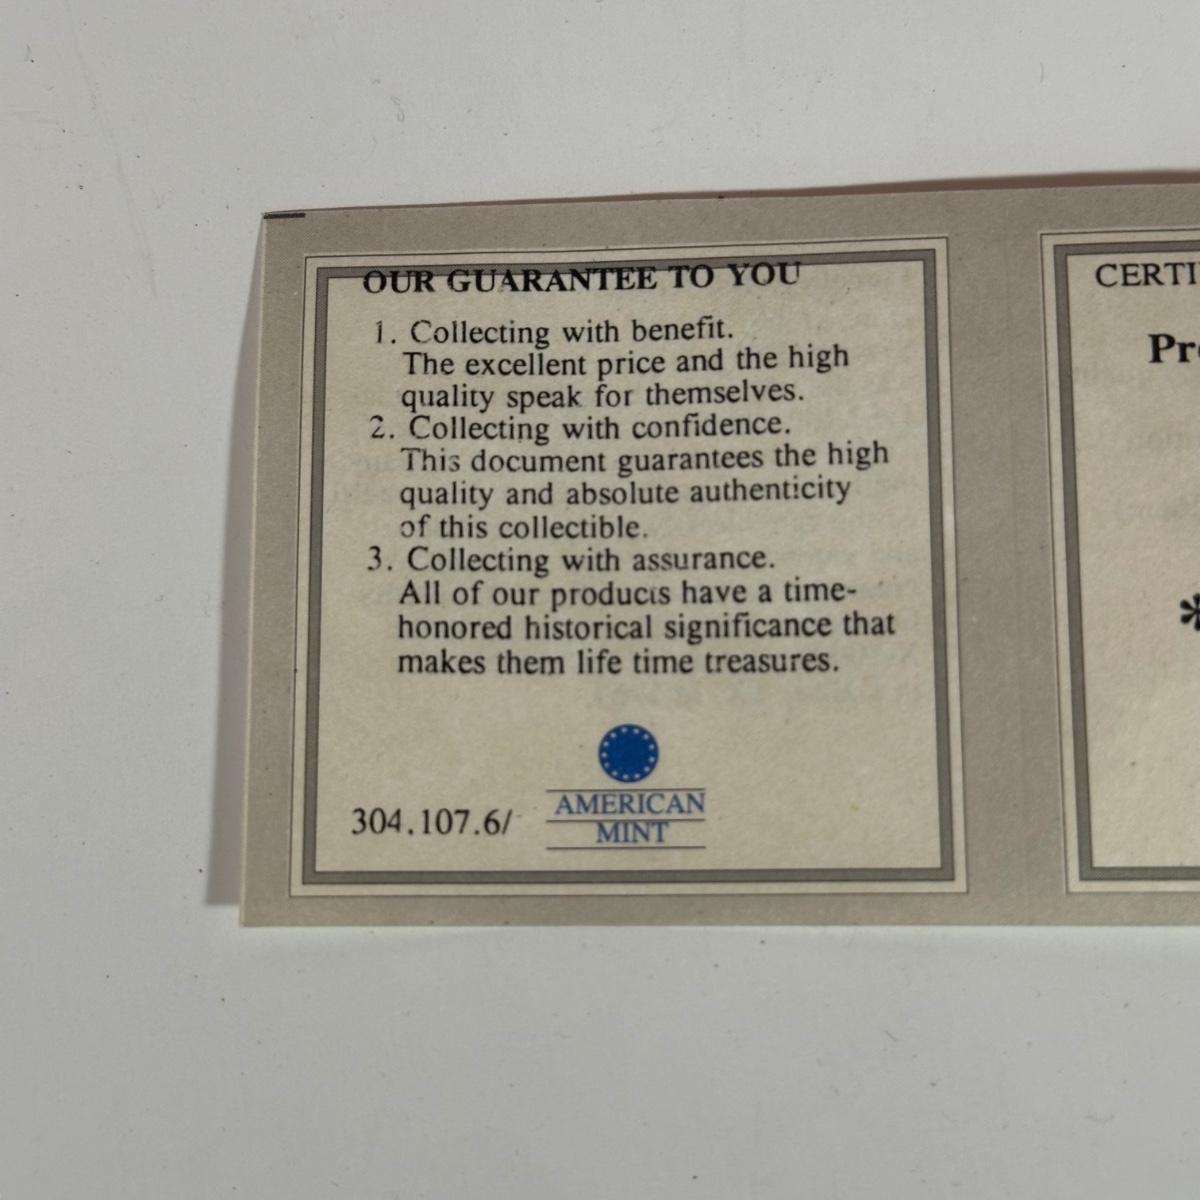 OUR GUARANTEE TO YOU
1. Collecting with benefit.
The excellent price and the high
quality speak for themselves.
2. Collecting with confidence.
This document guarantees the high
quality and absolute authenticity
of this collectible.
3. Collecting with assurance.
All of our products have a time-
honored historical significance that
makes them life time treasures.
304.107.6/
AMERICAN
MINT
CERTI
Pr
*